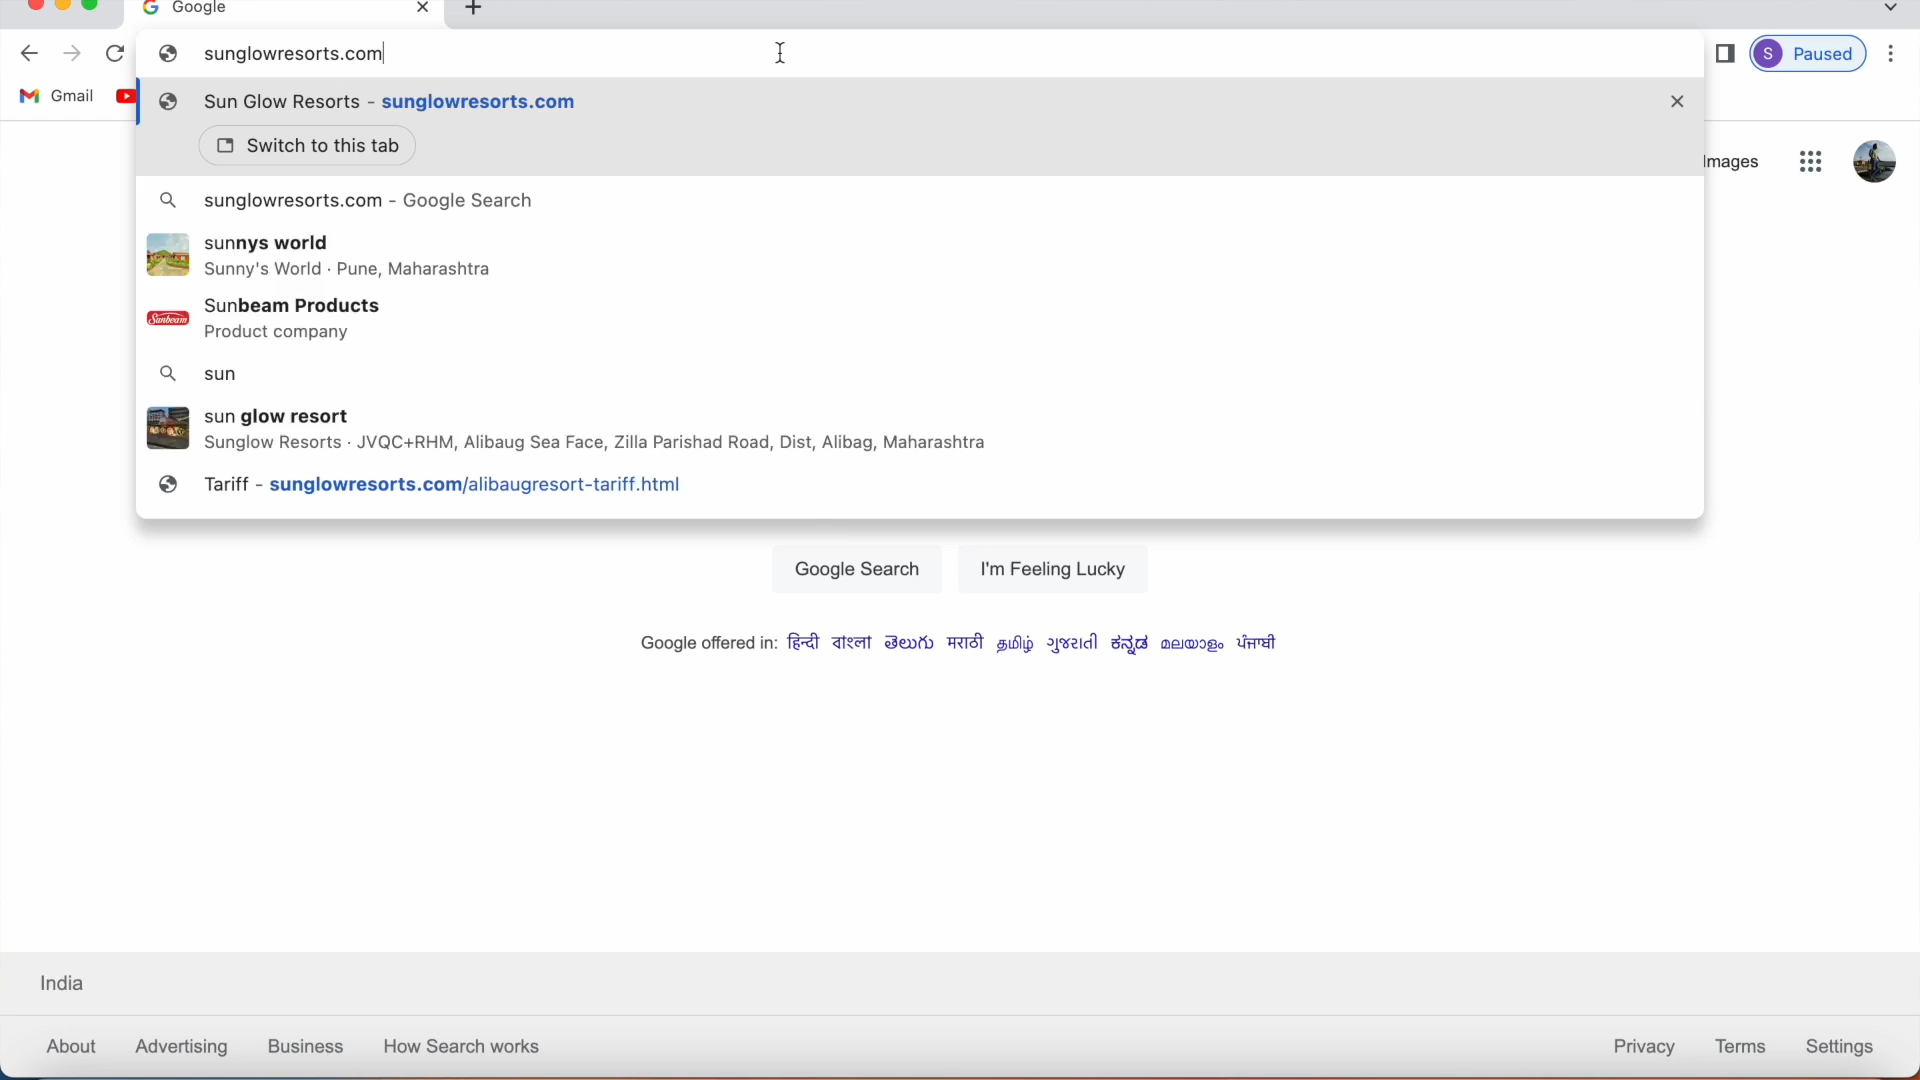 Google
sunglowresorts.com
S Paused
Gmail
Sun Glow Resorts - sunglowresorts.com
Switch to this tab
Images
sunglowresorts.com - Google Search
sunnys world
Sunny's World · Pune, Maharashtra
Sunbeam
Sunbeam Products
Product company
sun
sun glow resort
Sunglow Resorts · JVQC+RHM, Alibaug Sea Face, Zilla Parishad Road, Dist, Alibag, Maharashtra
Tariff - sunglowresorts.com/alibaugresort-tariff.html
Google Search I'm Feeling Lucky
Google offered in: हिन्दी বাংলা తెలుగు मराठी தமிழ் ગુજરાતી ಕನ್ನಡ മലയാളം ਪੰਜਾਬੀ
India
About Advertising Business How Search works Privacy Terms Settings